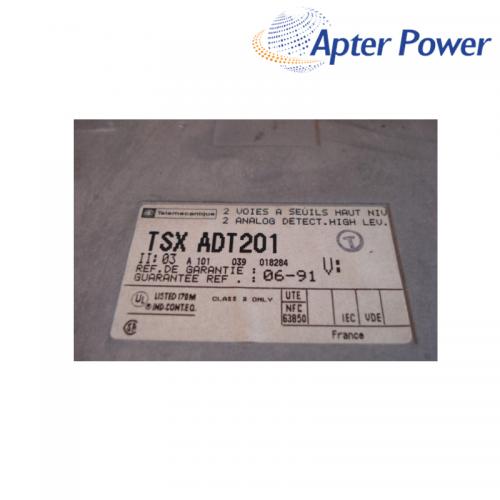 Apter Power
Telemecanique
2 VOIES A SEUILS HAUT NIV
2 ANALOG DETECT.HIGH LEV.
TSX ADT201
T
II: 03 A 101 039 018284
V:
REF.DE GARANTIE :
GUARANTEE REF. : 06-91
UL LISTED 170M
IND.CONT.EQ.
CLASS 2 ONLY
UTE
NFC
63850
IEC
VDE
France